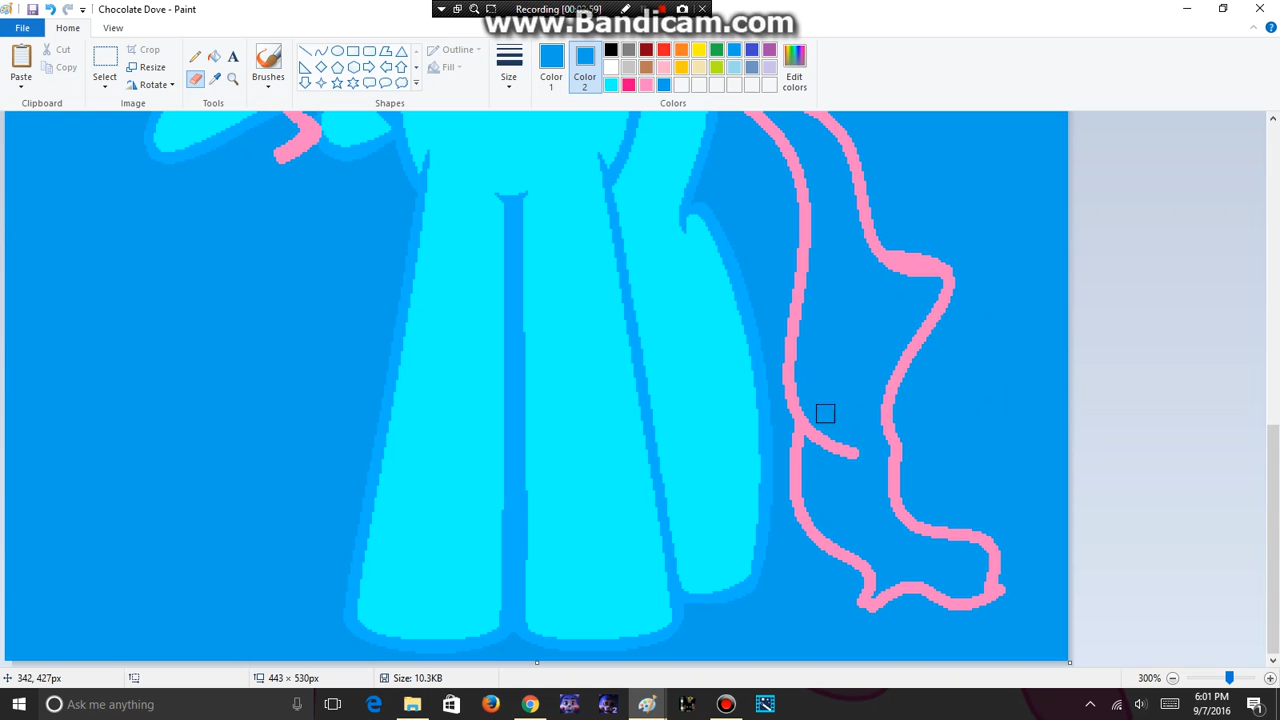 Chocolate Dove - Paint
Recording [00:02:59]
www.Bandicam.com
File Home View
Paste
Cut
Copy
Clipboard
Select
Crop
Resize
Rotate
Image
A
Tools
Brushes
Outline
Fill
Shapes
Size
Color 1
Color 2
Edit colors
Colors
342, 427px
443 × 530px
Size: 10.3KB
300%
Ask me anything
6:01 PM
9/7/2016